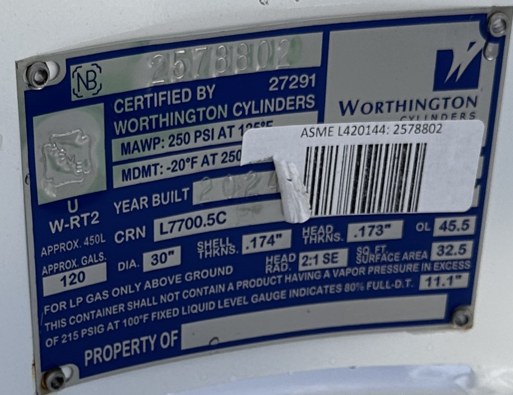 NB 2578802
27291
CERTIFIED BY
WORTHINGTON CYLINDERS
WORTHINGTON
CYLINDERS
MAWP: 250 PSI AT 125°F
MDMT: -20°F AT 250
ASME L420144: 2578802
U
W-RT2
YEAR BUILT 2024
CRN L7700.5C
APPROX. 450L
APPROX. GALS.
120
DIA. 30"
SHELL THKNS. .174"
HEAD THKNS. .173"
OL 45.5
HEAD RAD. 2:1 SE
SQ. FT. SURFACE AREA 32.5
FOR LP GAS ONLY ABOVE GROUND
THIS CONTAINER SHALL NOT CONTAIN A PRODUCT HAVING A VAPOR PRESSURE IN EXCESS
OF 215 PSIG AT 100°F FIXED LIQUID LEVEL GAUGE INDICATES 80% FULL-D.T. 11.1"
PROPERTY OF